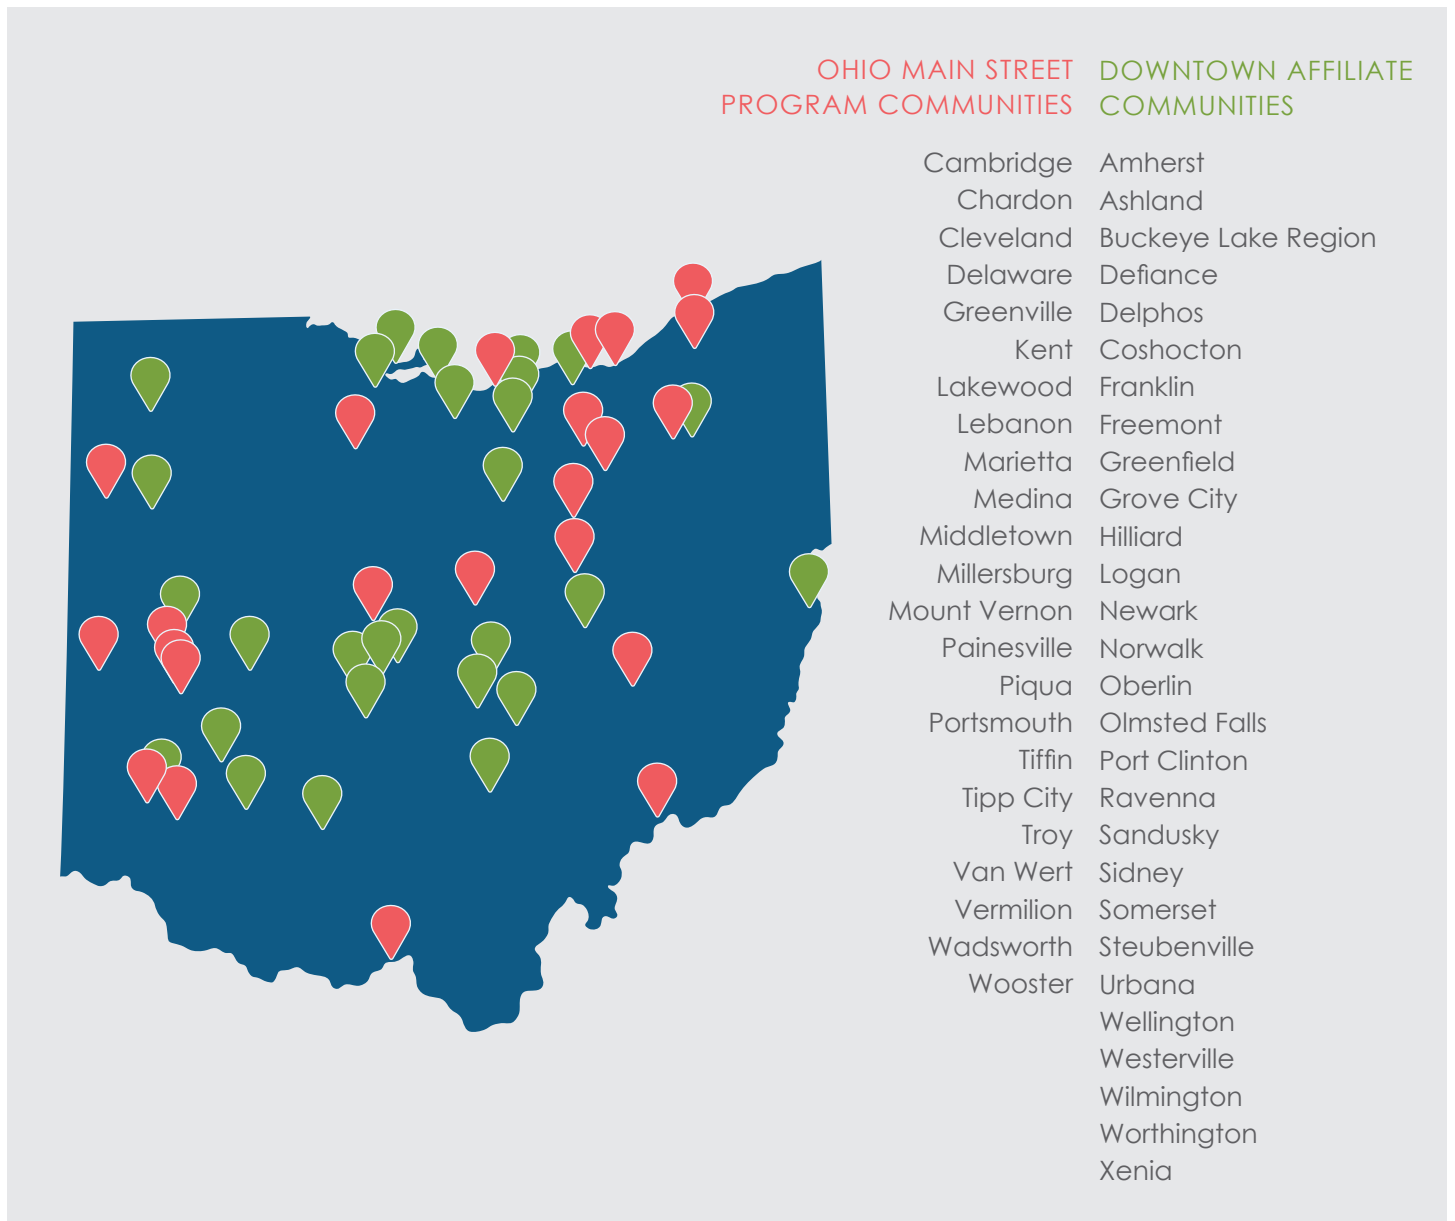 OHIO MAIN STREET
PROGRAM COMMUNITIES
Cambridge
Chardon
Cleveland
Delaware
Greenville
Kent
Lakewood
Lebanon
Marietta
Medina
Middletown
Millersburg
Mount Vernon
Painesville
Piqua
Portsmouth
Tiffin
Tipp City
Troy
Van Wert
Vermilion
Wadsworth
Wooster
DOWNTOWN AFFILIATE
COMMUNITIES
Amherst
Ashland
Buckeye Lake Region
Defiance
Delphos
Coshocton
Franklin
Freemont
Greenfield
Grove City
Hilliard
Logan
Newark
Norwalk
Oberlin
Olmsted Falls
Port Clinton
Ravenna
Sandusky
Sidney
Somerset
Steubenville
Urbana
Wellington
Westerville
Wilmington
Worthington
Xenia